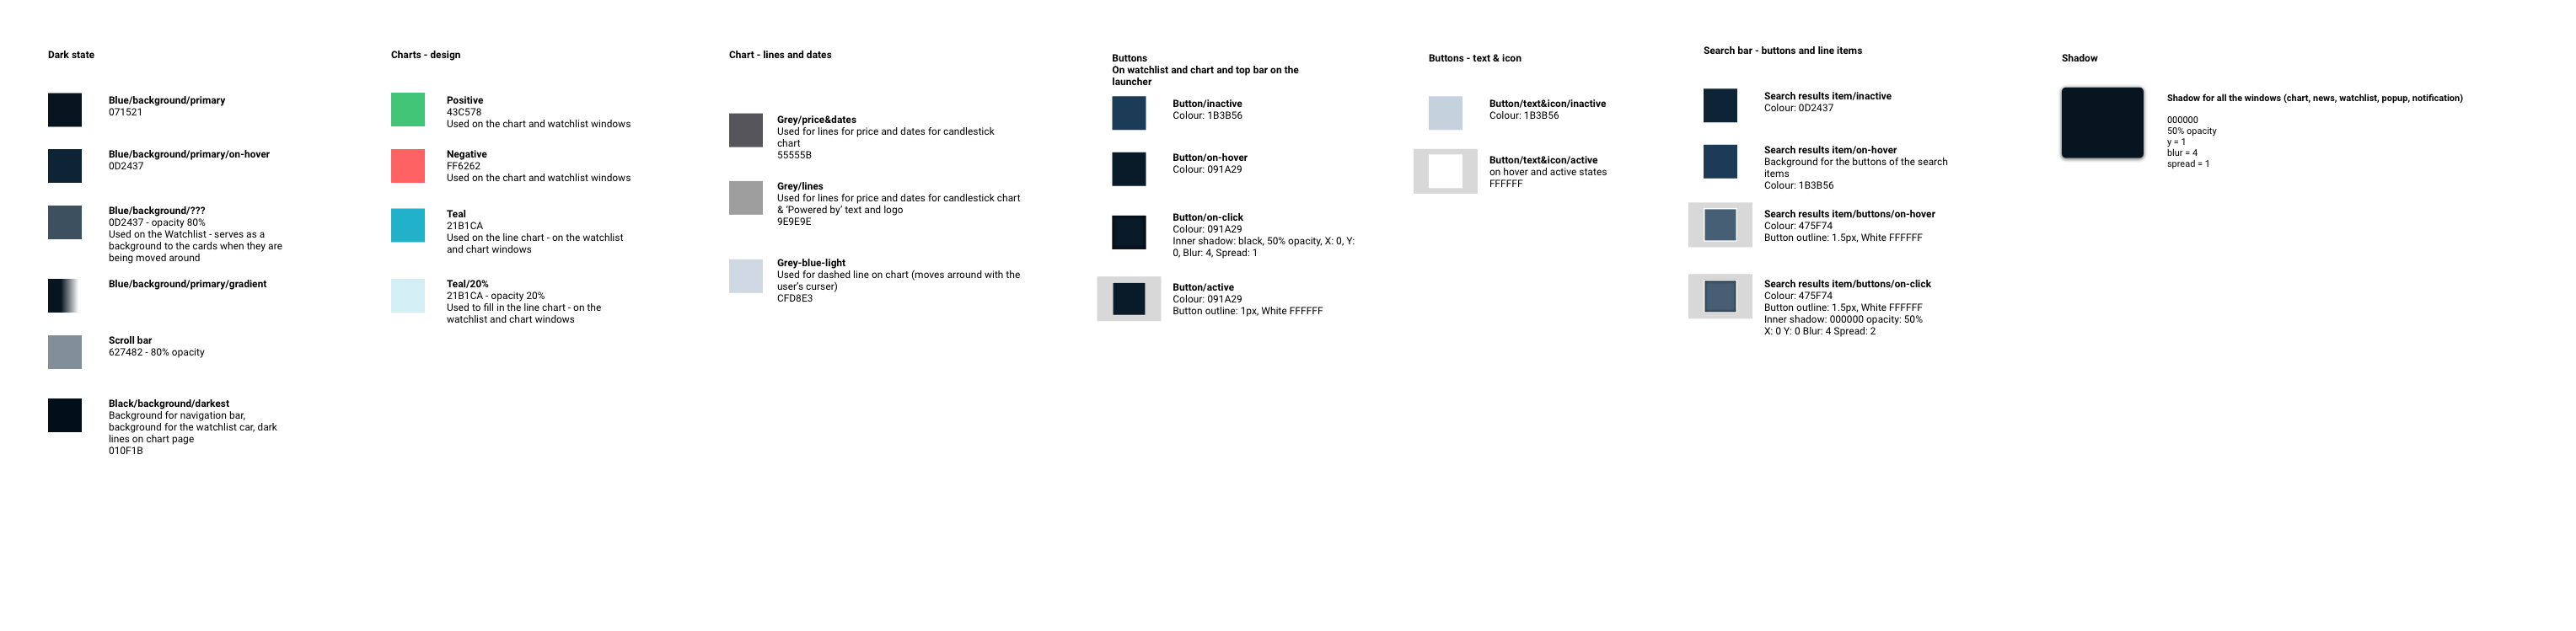 Dark state
Blue/background/primary
071521
Blue/background/primary/on-hover
0D2437
Blue/background/???
0D2437 - opacity 80%
Used on the Watchlist - serves as a
background to the cards when they are
being moved around
Blue/background/primary/gradient
Scroll bar
627482 - 80% opacity
Black/background/darkest
Background for navigation bar,
background for the watchlist car, dark
lines on chart page
010F1B
Charts - design
Positive
43C578
Used on the chart and watchlist windows
Negative
FF6262
Used on the chart and watchlist windows
Teal
21B1CA
Used on the line chart - on the watchlist
and chart windows
Teal/20%
21B1CA - opacity 20%
Used to fill in the line chart - on the
watchlist and chart windows
Chart - lines and dates
Grey/price&dates
Used for lines for price and dates for candlestick
chart
55555B
Grey/lines
Used for lines for price and dates for candlestick chart
& 'Powered by' text and logo
9E9E9E
Grey-blue-light
Used for dashed line on chart (moves arround with the
user's curser)
CFD8E3
Buttons
On watchlist and chart and top bar on the
launcher
Button/inactive
Colour: 1B3B56
Button/on-hover
Colour: 091A29
Button/on-click
Colour: 091A29
Inner shadow: black, 50% opacity, X: 0, Y:
0, Blur: 4, Spread: 1
Button/active
Colour: 091A29
Button outline: 1px, White FFFFFF
Buttons - text & icon
Button/text&icon/inactive
Colour: 1B3B56
Button/text&icon/active
on hover and active states
FFFFFF
Search bar - buttons and line items
Search results item/inactive
Colour: 0D2437
Search results item/on-hover
Background for the buttons of the search
items
Colour: 1B3B56
Search results item/buttons/on-hover
Colour: 475F74
Button outline: 1.5px, White FFFFFF
Search results item/buttons/on-click
Colour: 475F74
Button outline: 1.5px, White FFFFFF
Inner shadow: 000000 opacity: 50%
X: 0 Y: 0 Blur: 4 Spread: 2
Shadow
Shadow for all the windows (chart, news, watchlist, popup, notification)
000000
50% opacity
y = 1
blur = 4
spread = 1